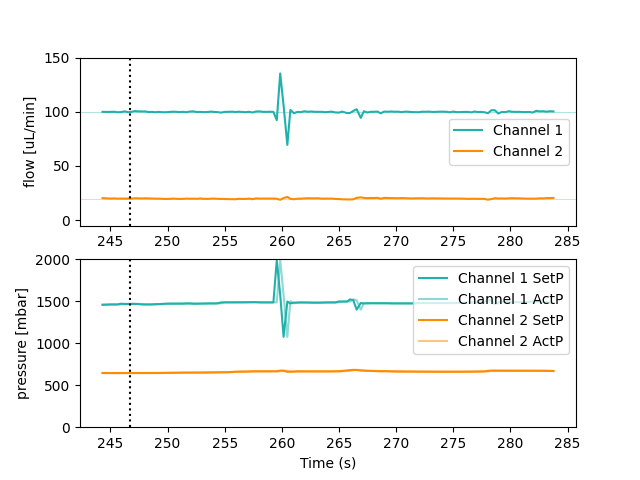 150
100
50
0
flow [uL/min]
Channel 1
Channel 2
245 250 255 260 265 270 275 280 285
2000
1500
1000
500
0
pressure [mbar]
Channel 1 SetP
Channel 1 ActP
Channel 2 SetP
Channel 2 ActP
245 250 255 260 265 270 275 280 285
Time (s)